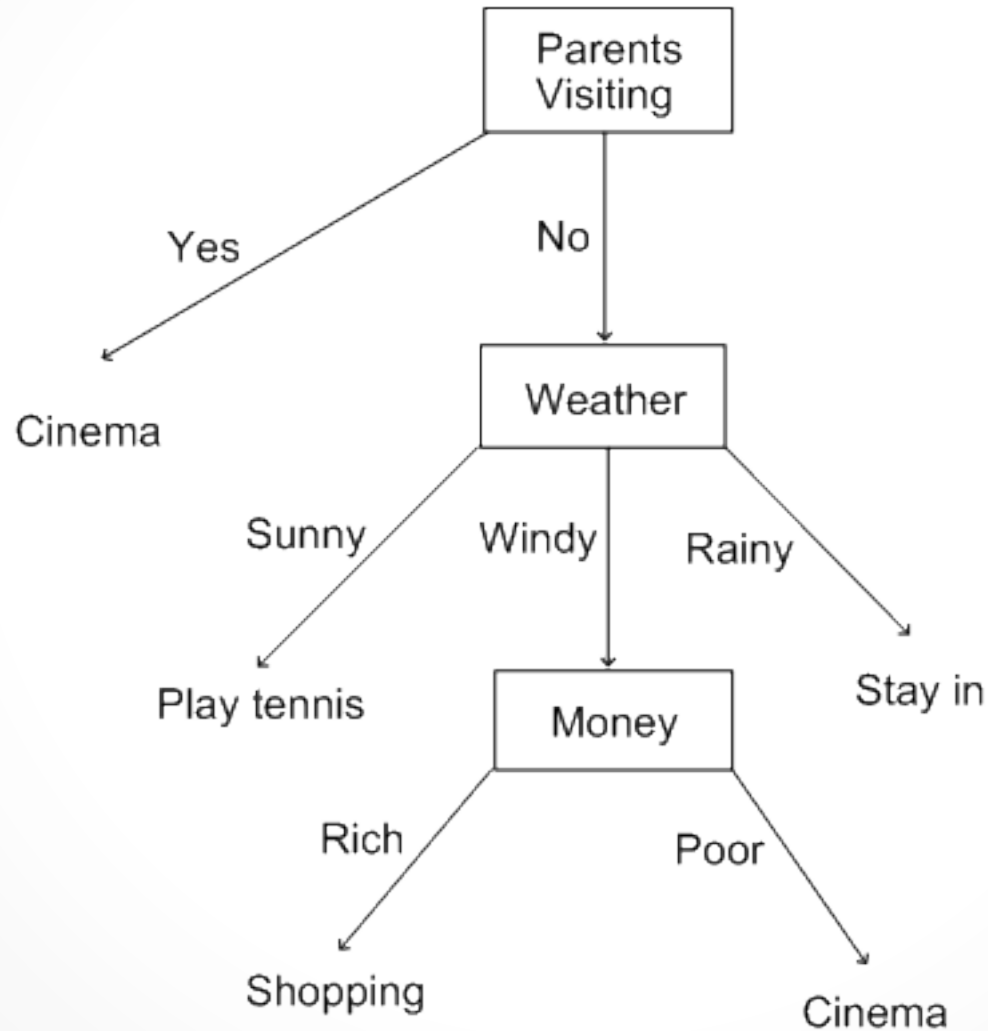 Parents
Visiting
Yes
No
Cinema
Weather
Sunny
Windy
Rainy
Play tennis
Money
Stay in
Rich
Poor
Shopping
Cinema